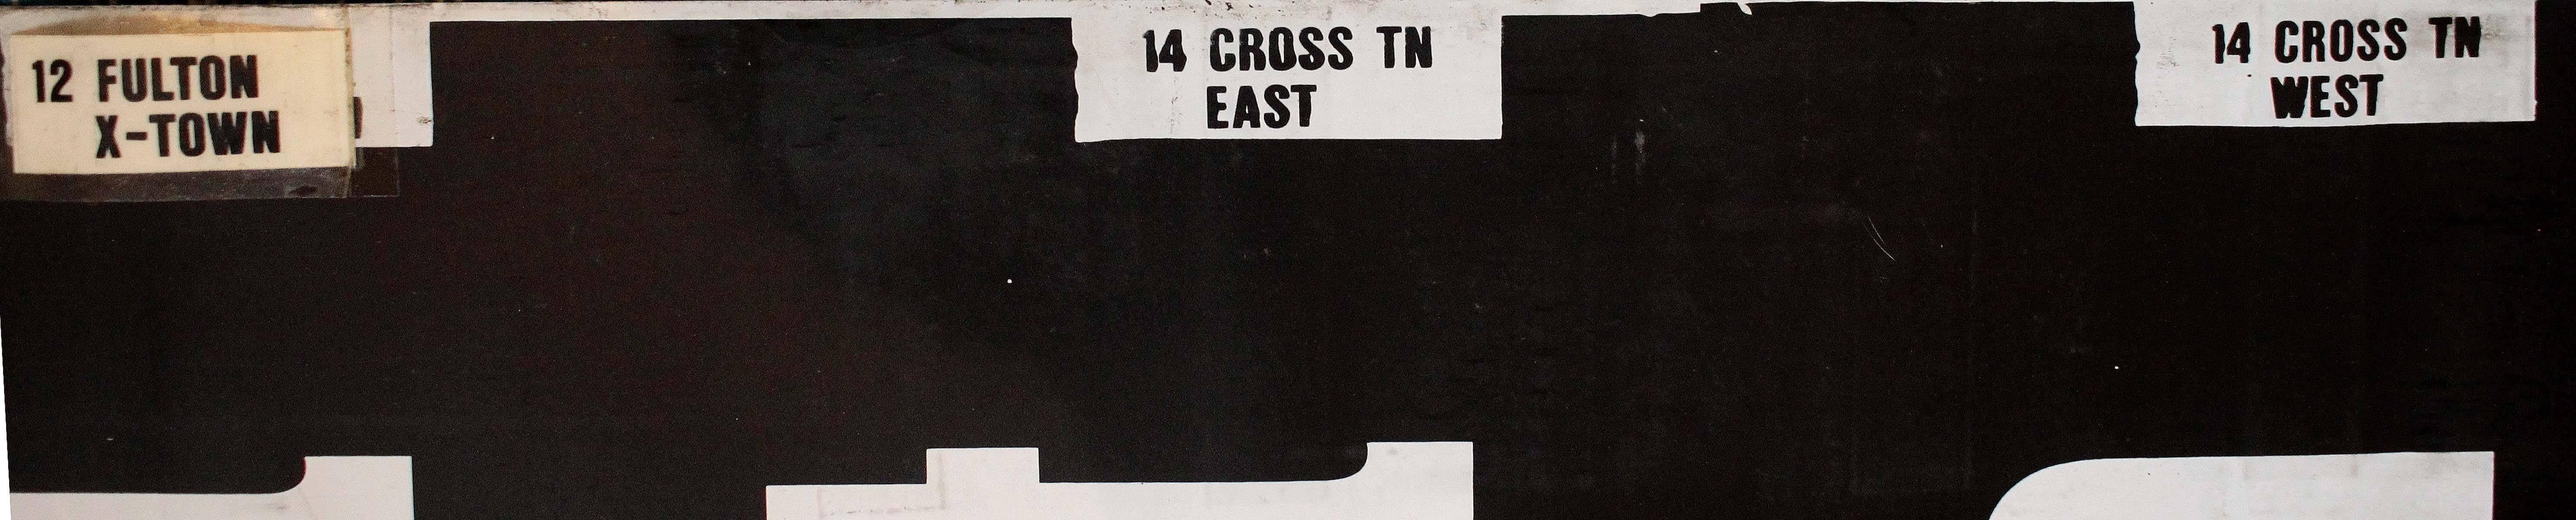 12 FULTON
X-TOWN
14 CROSS TN
EAST
14 CROSS TN
WEST